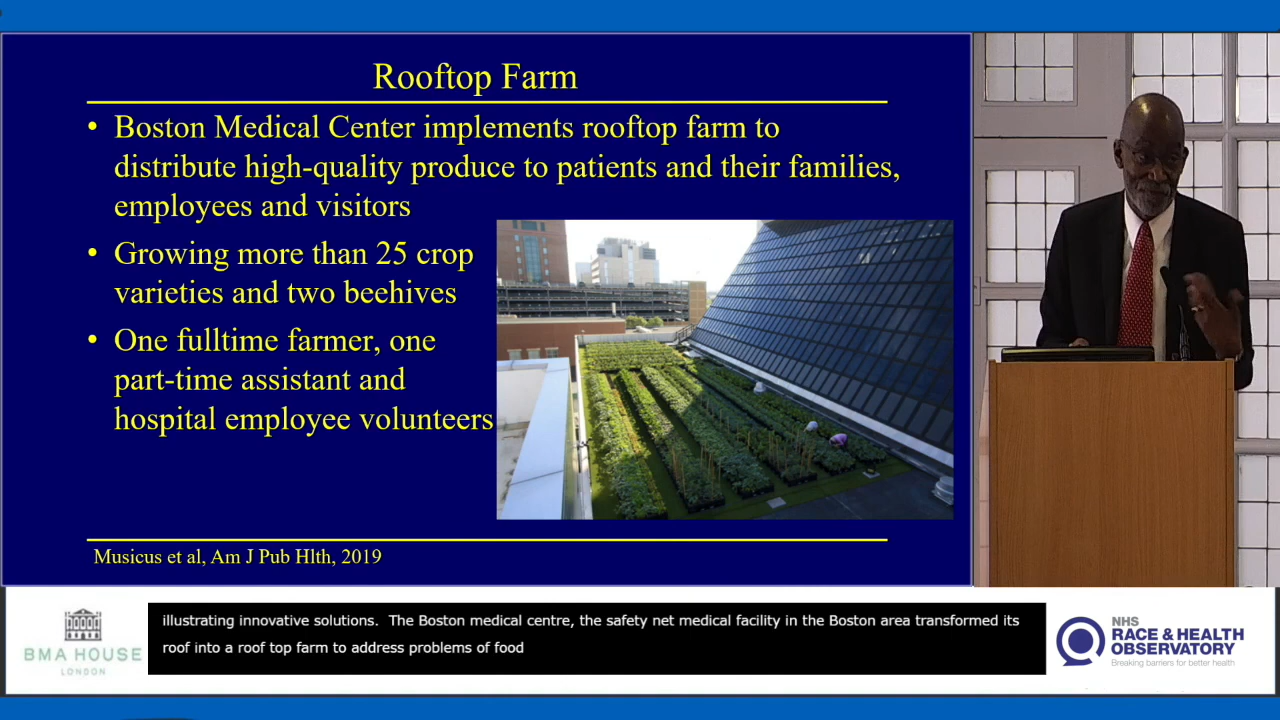 Rooftop Farm
• Boston Medical Center implements rooftop farm to
distribute high-quality produce to patients and their families,
employees and visitors
• Growing more than 25 crop
varieties and two beehives
• One fulltime farmer, one
part-time assistant and
hospital employee volunteers
Musicus et al, Am J Pub Hlth, 2019
BMA HOUSE
LONDON
illustrating innovative solutions.  The Boston medical centre, the safety net medical facility in the Boston area transformed its
roof into a roof top farm to address problems of food
NHS
RACE & HEALTH
OBSERVATORY
Breaking barriers for better health